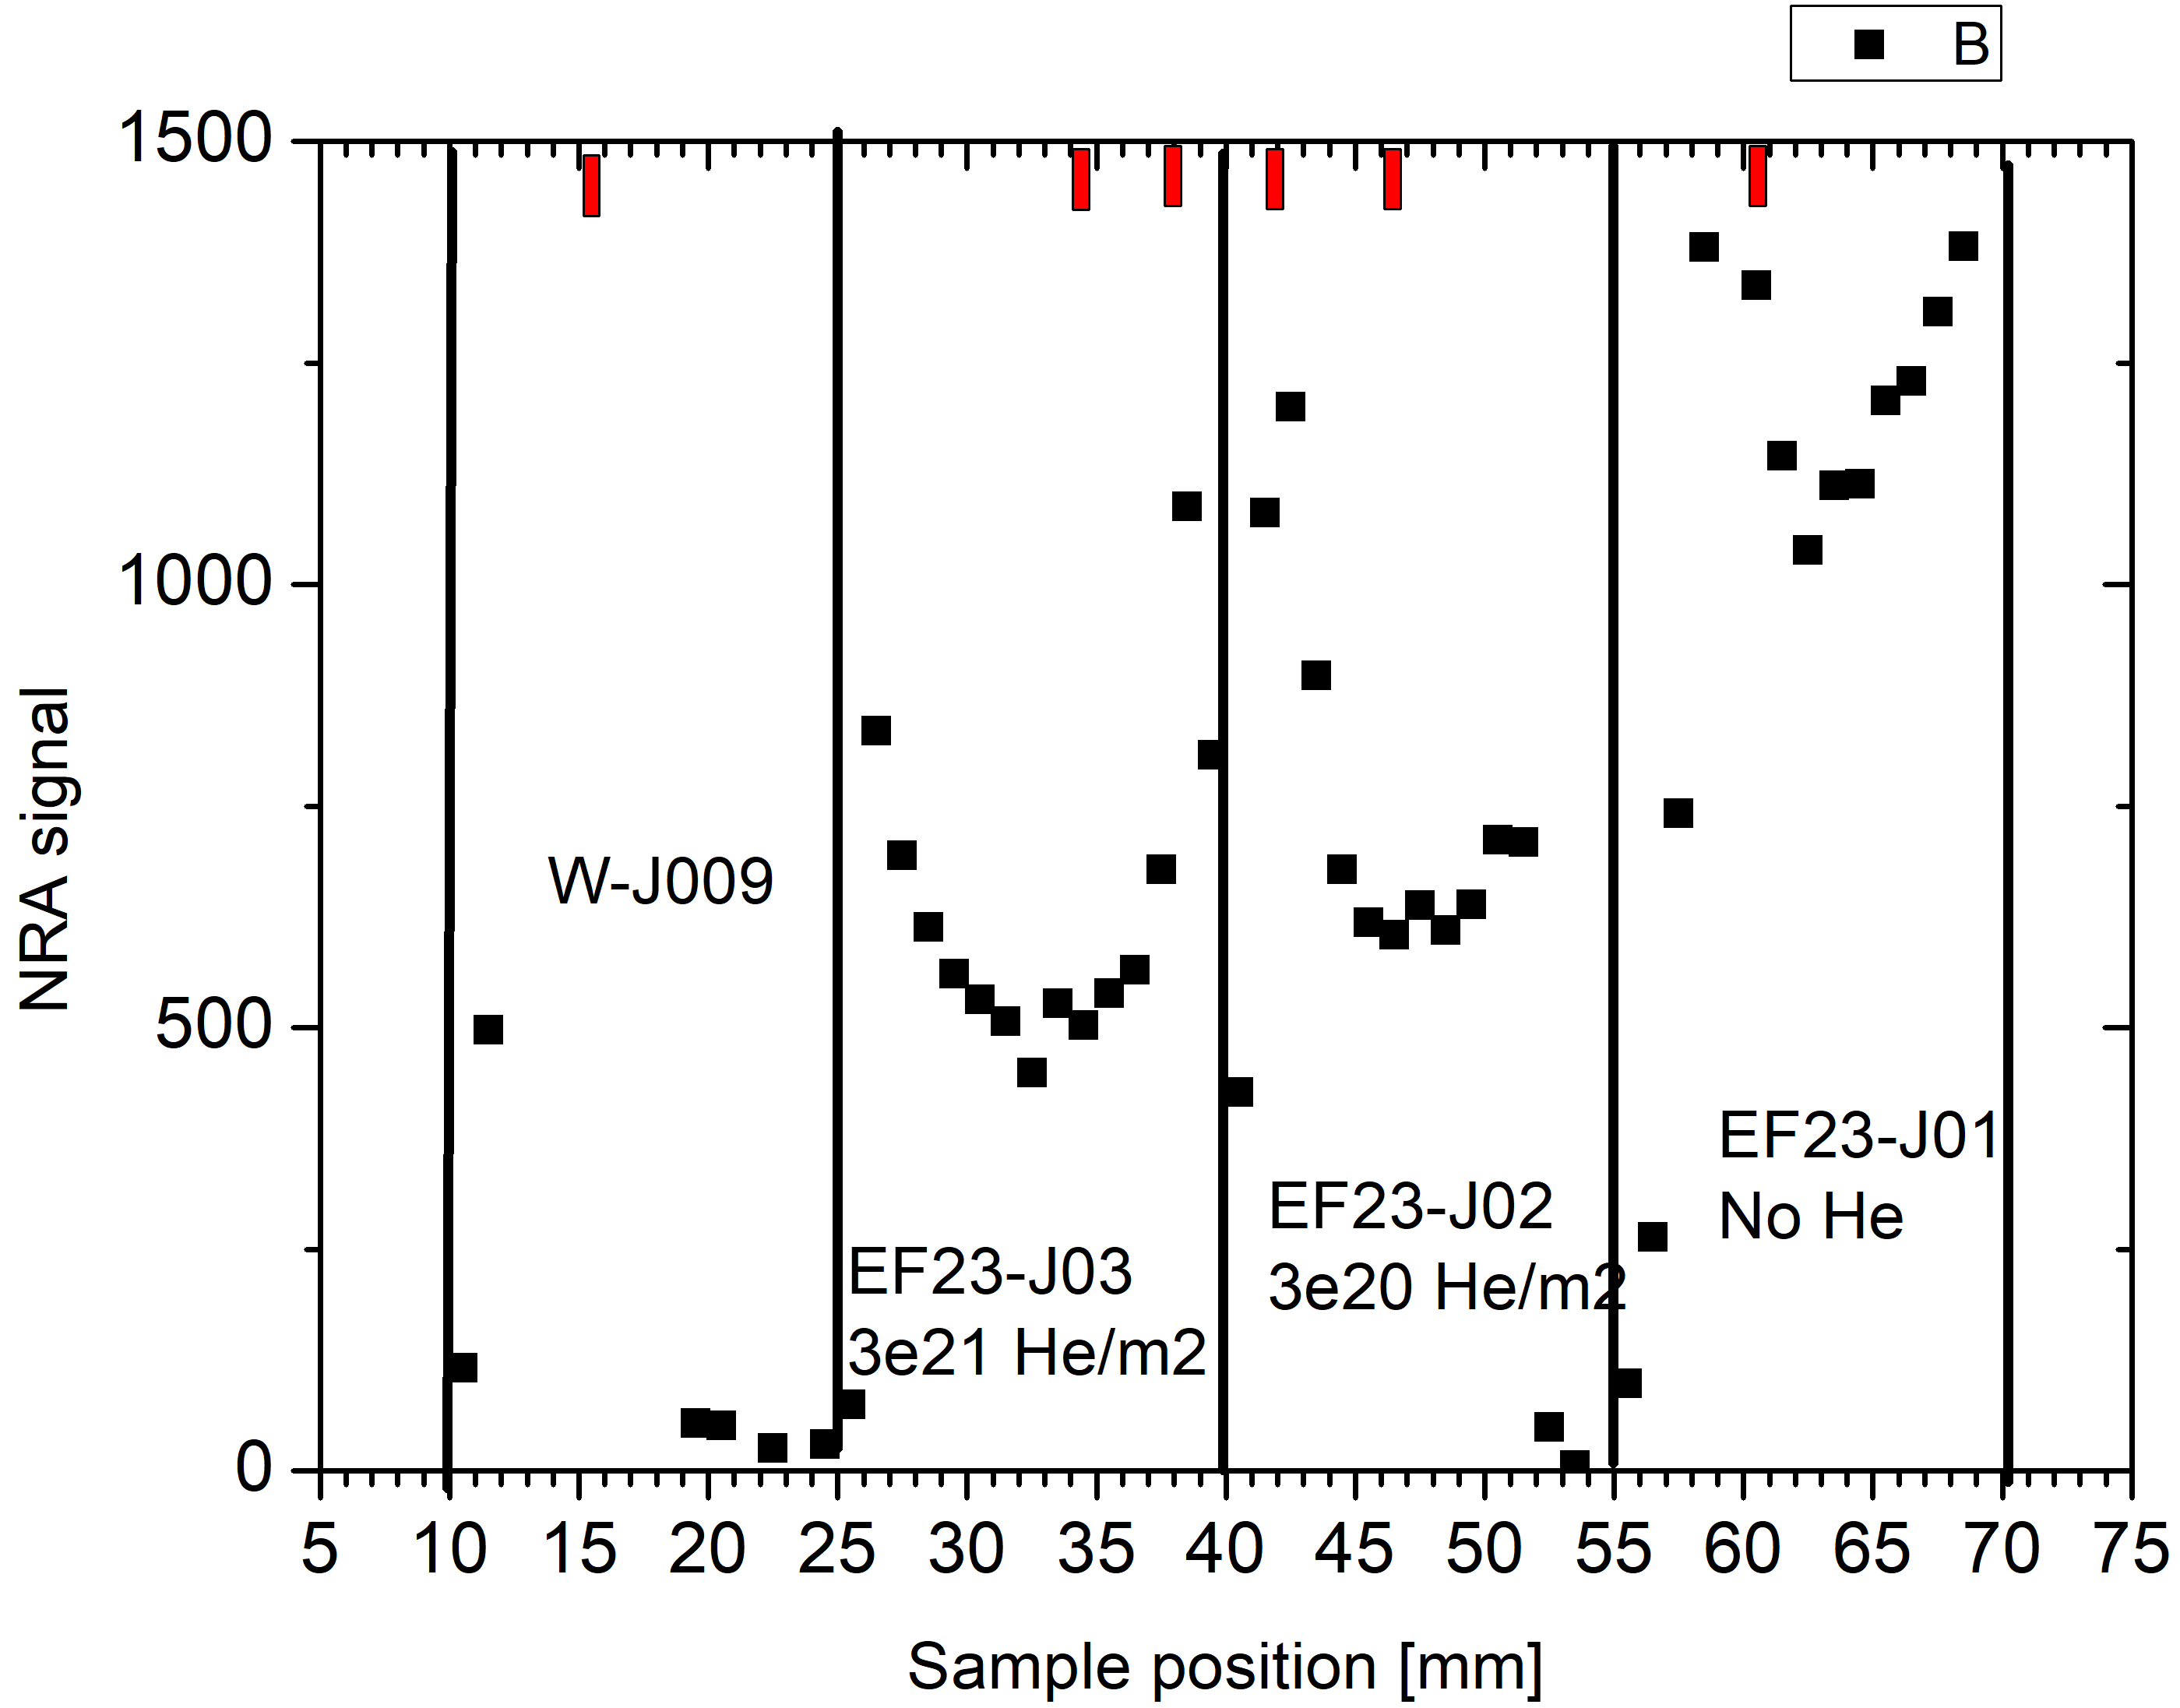 B
1500
1000
500
0
NRA signal
W-J009
EF23-J03
3e21 He/m2
EF23-J02
3e20 He/m2
EF23-J01
No He
5 10 15 20 25 30 35 40 45 50 55 60 65 70 75
Sample position [mm]